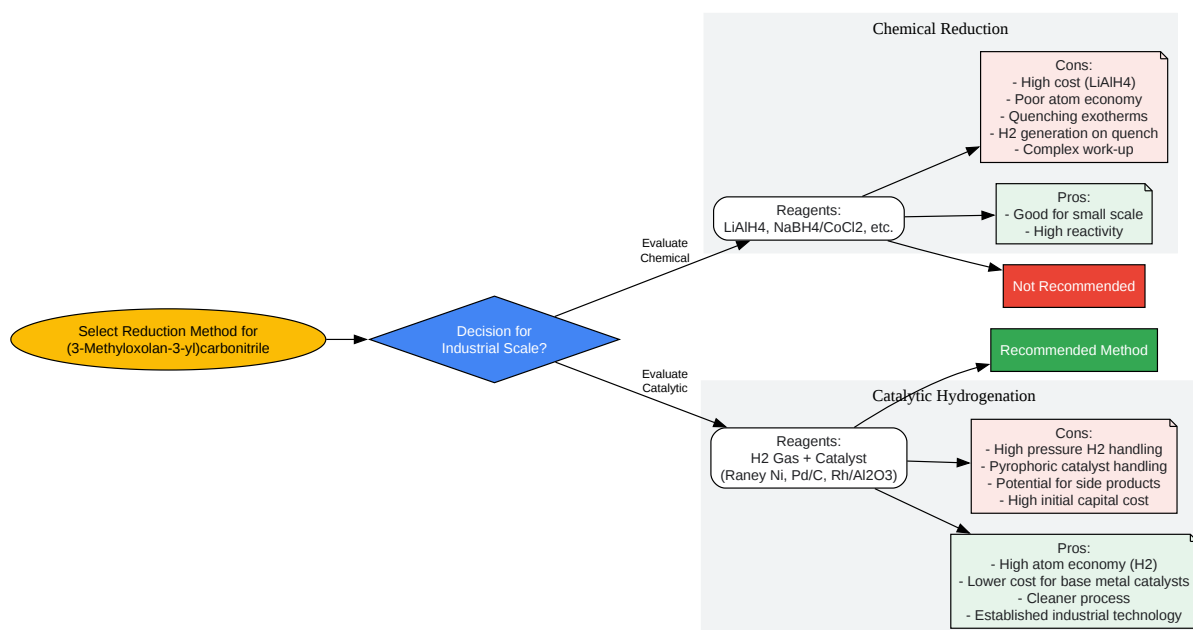 Select Reduction Method for
(3-Methyloxolan-3-yl)carbonitrile
Decision for
Industrial Scale?
Evaluate
Chemical
Evaluate
Catalytic
Chemical Reduction
Reagents:
LiAlH4, NaBH4/CoCl2, etc.
Cons:
- High cost (LiAlH4)
- Poor atom economy
- Quenching exotherms
- H2 generation on quench
- Complex work-up
Pros:
- Good for small scale
- High reactivity
Not Recommended
Recommended Method
Catalytic Hydrogenation
Reagents:
H2 Gas + Catalyst
(Raney Ni, Pd/C, Rh/Al2O3)
Cons:
- High pressure H2 handling
- Pyrophoric catalyst handling
- Potential for side products
- High initial capital cost
Pros:
- High atom economy (H2)
- Lower cost for base metal catalysts
- Cleaner process
- Established industrial technology